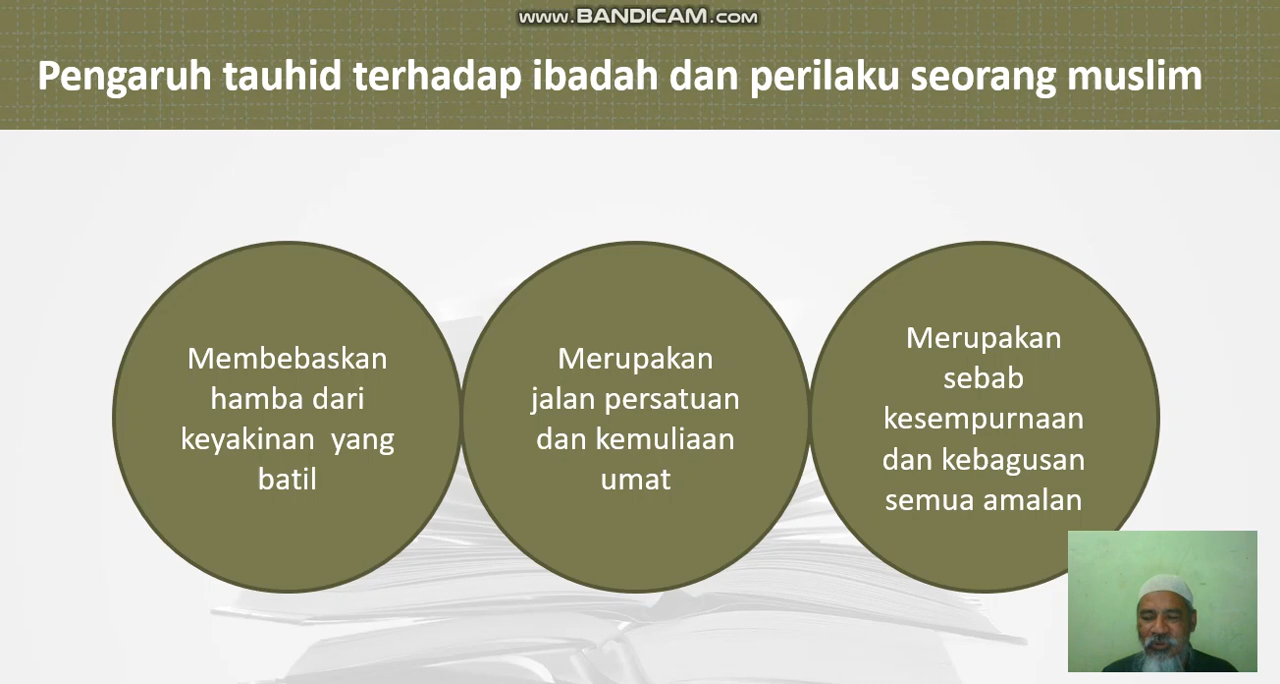 www.BANDICAM.com
Pengaruh tauhid terhadap ibadah dan perilaku seorang muslim
Membebaskan
hamba dari
keyakinan  yang
batil
Merupakan
jalan persatuan
dan kemuliaan
umat
Merupakan
sebab
kesempurnaan
dan kebagusan
semua amalan